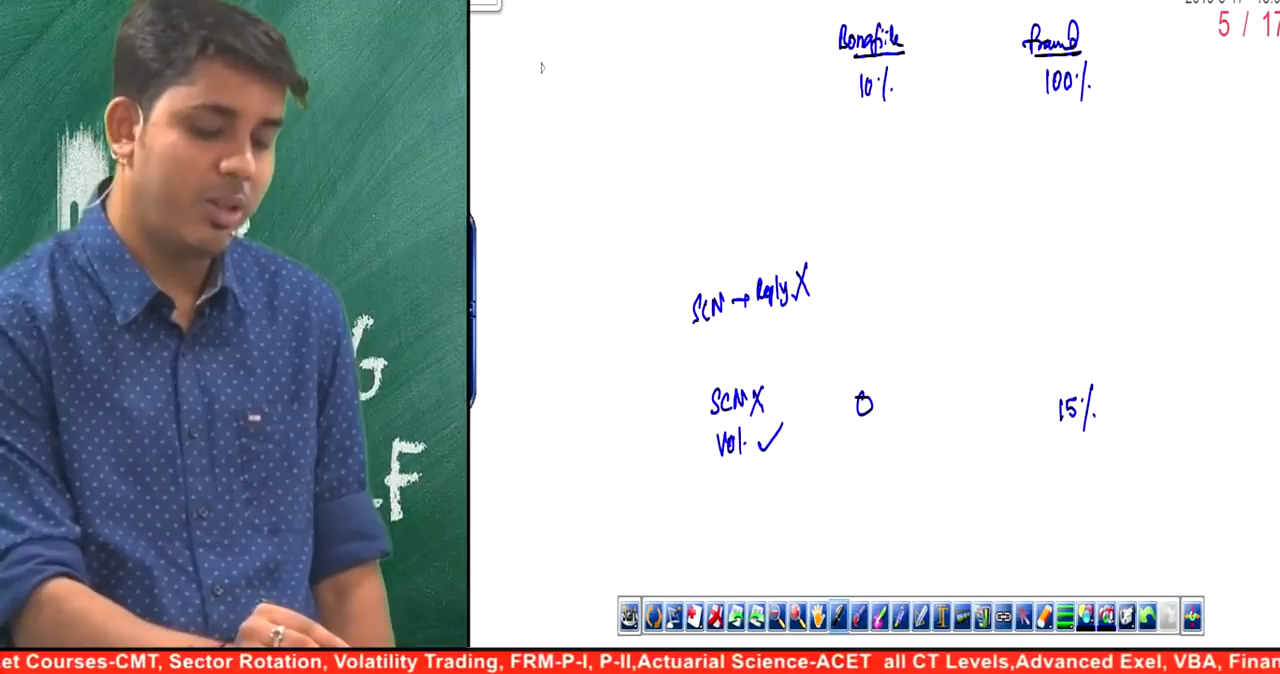 5 / 17
Bonafide Fraud
10% 100%
SCN → Reply X
SCN X 0 15%
Vol. ✓
G
F
et Courses-CMT, Sector Rotation, Volatility Trading, FRM-P-I, P-II,Actuarial Science-ACET all CT Levels,Advanced Exel, VBA, Finan